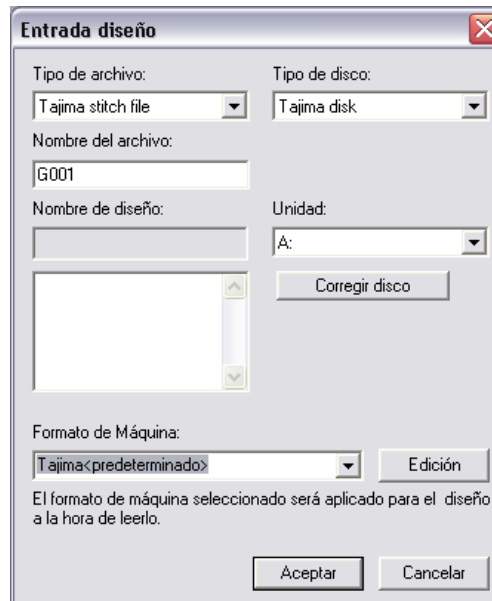 Entrada diseño
Tipo de archivo:
Tipo de disco:
Tajima stitch file
Tajima disk
Nombre del archivo:
G001
Nombre de diseño:
Unidad:
A:
Corregir disco
Formato de Máquina:
Tajima<predeterminado>
Edición
El formato de máquina seleccionado será aplicado para el diseño
a la hora de leerlo.
Aceptar
Cancelar